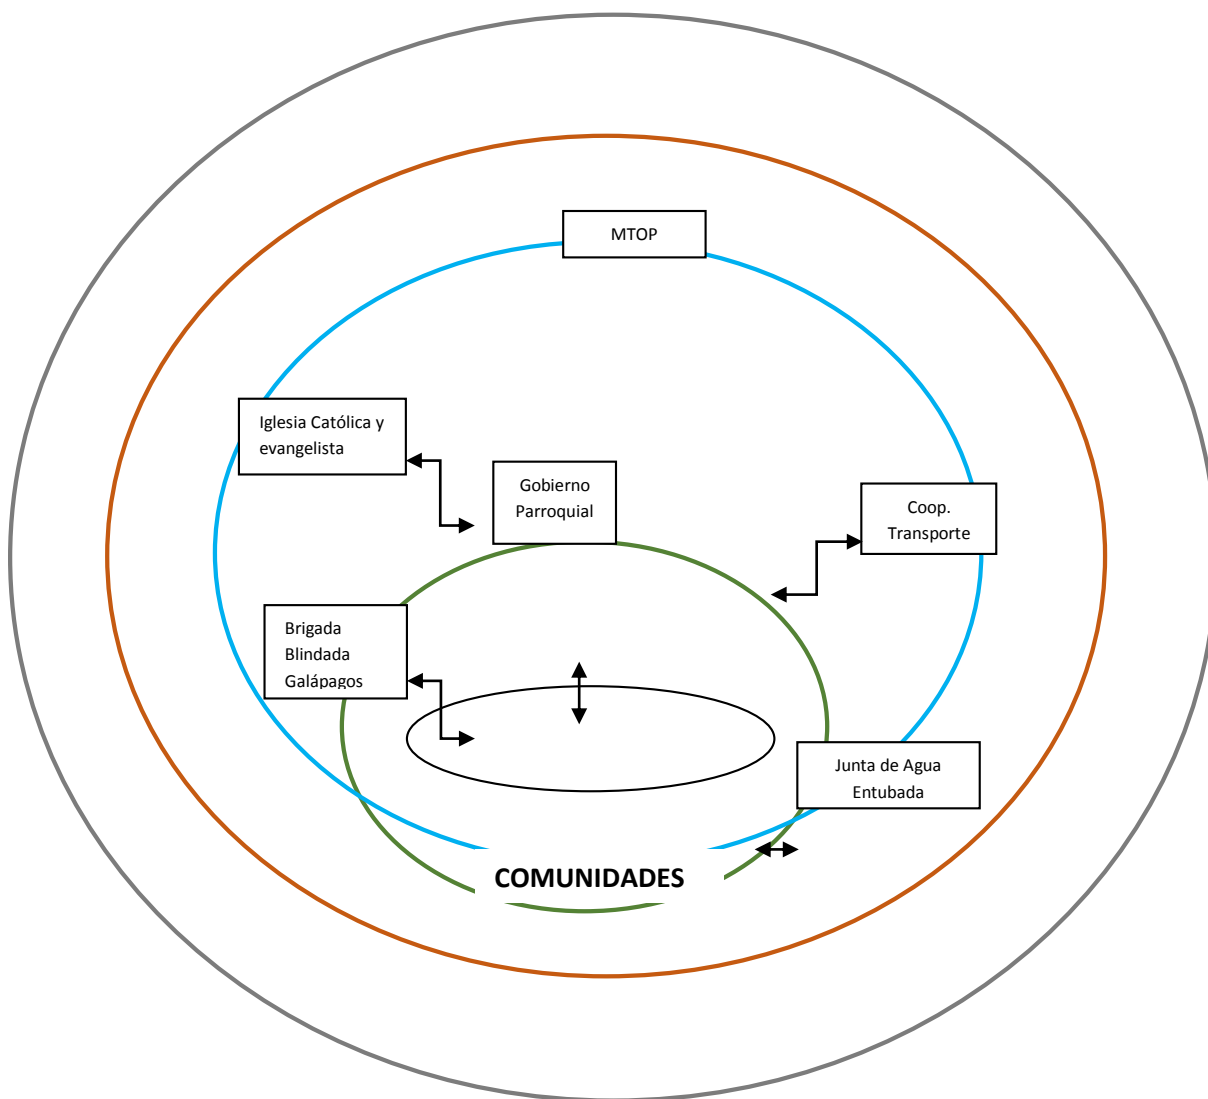 MTOP
Iglesia Católica y
evangelista
Gobierno
Parroquial
Coop.
Transporte
Brigada
Blindada
Galápagos
Junta de Agua
Entubada
COMUNIDADES